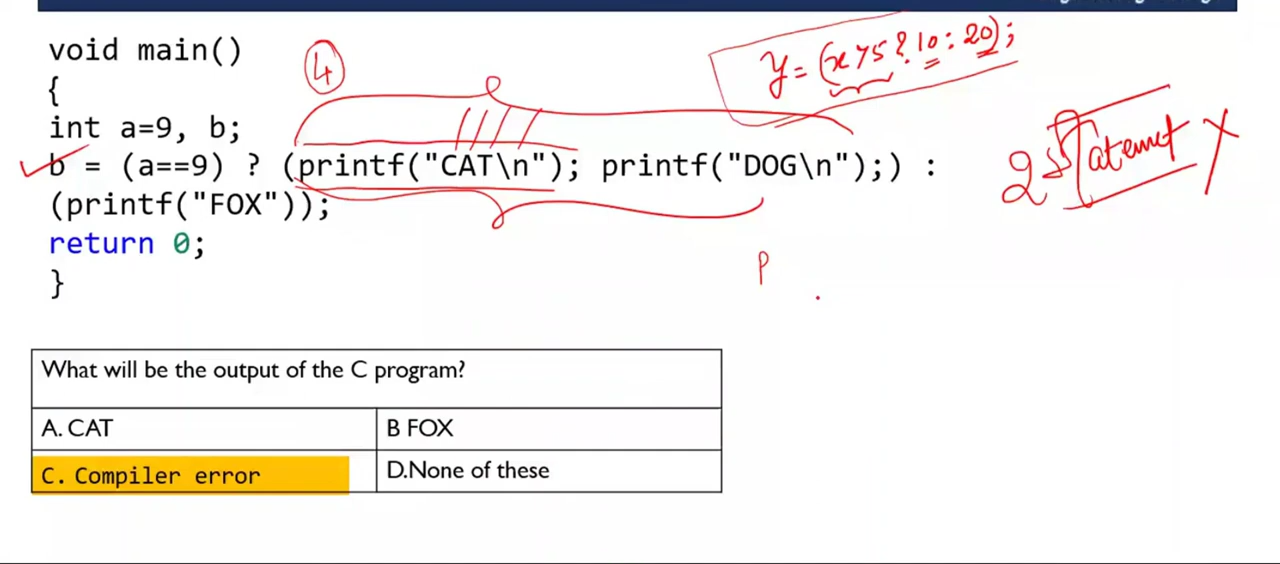 void main()
{
4
y = (x>5 ? 10 : 20);
int a=9, b;
b = (a==9) ? (printf("CAT\n"); printf("DOG\n");) :
2 Statemet X
(printf("FOX"));
return 0;
}
P
What will be the output of the C program?
A. CAT
B FOX
C. Compiler error
D.None of these